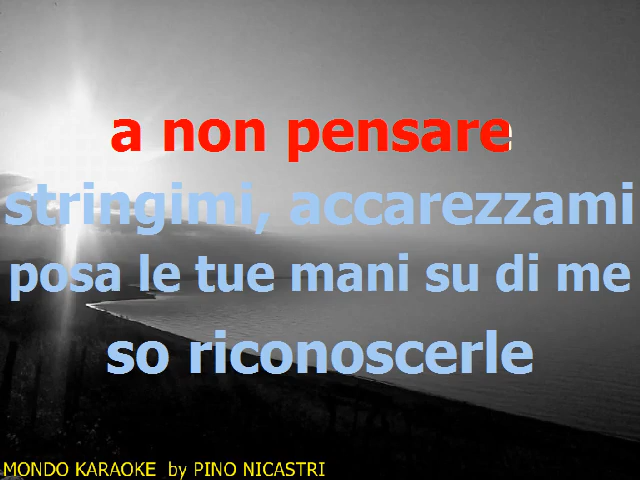 a non pensare
stringimi, accarezzami
posa le tue mani su di me
so riconoscerle
MONDO KARAOKE by PINO NICASTRI